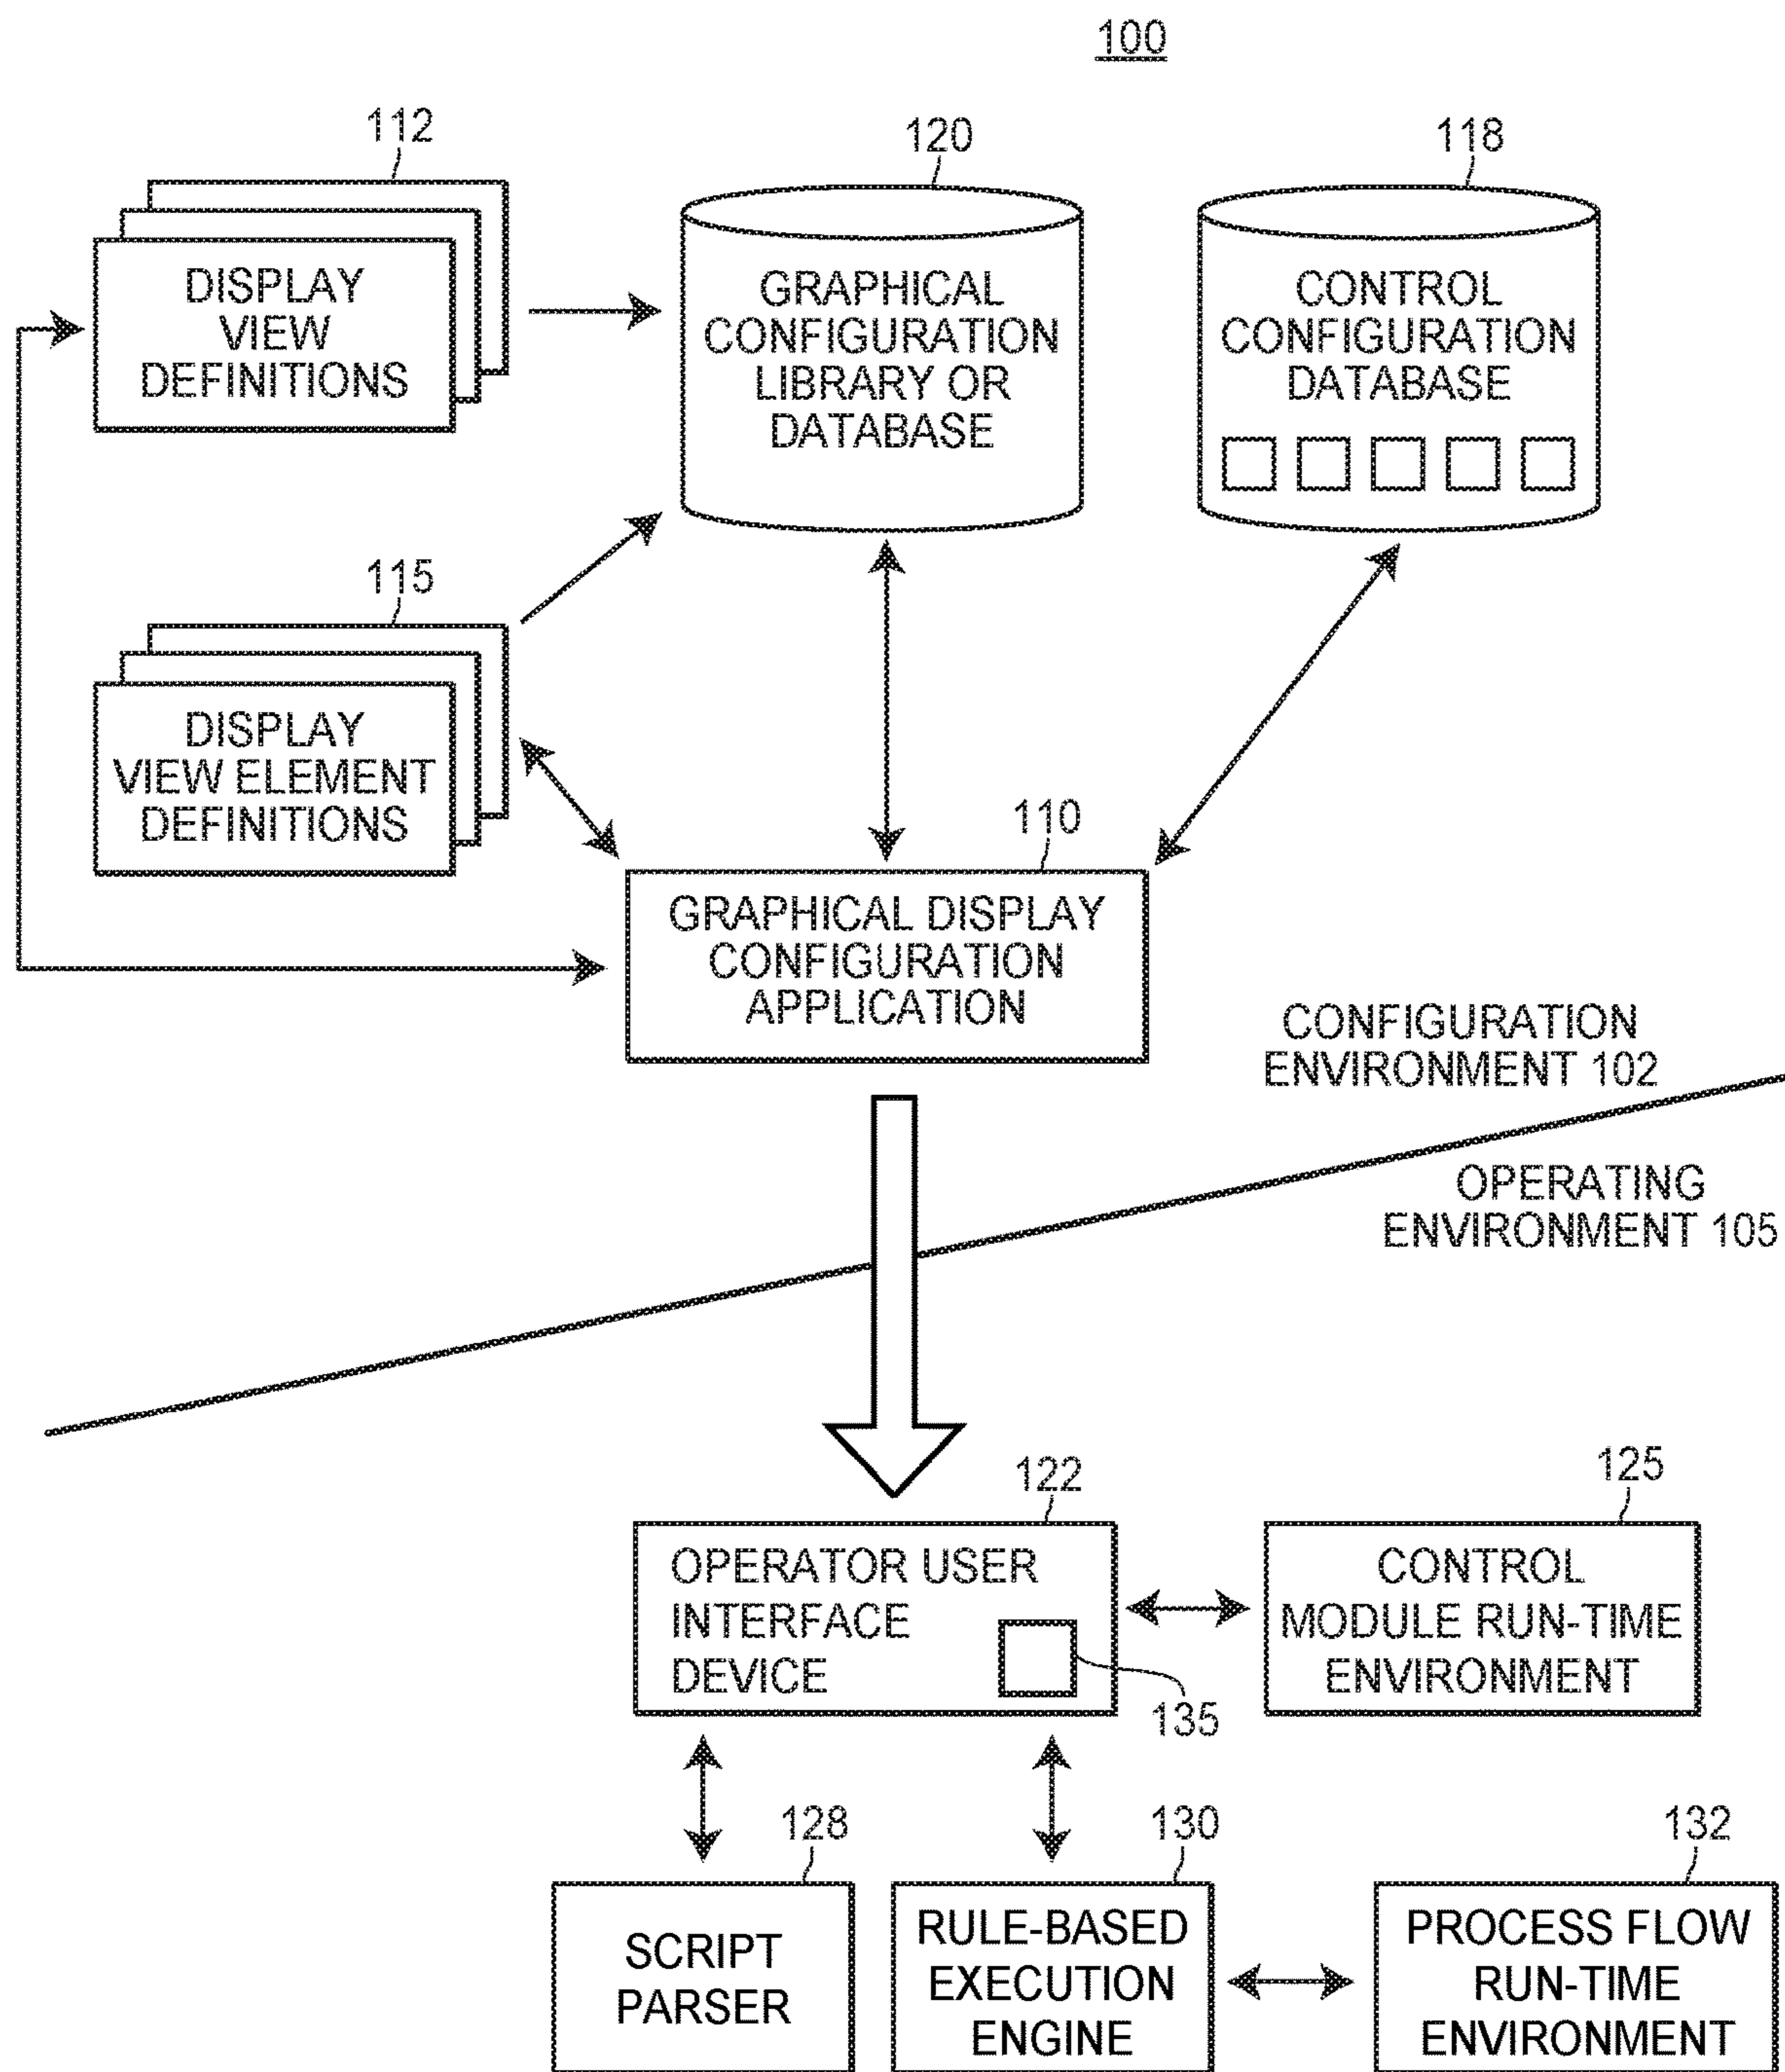 100
112
120
118
DISPLAY
VIEW
DEFINITIONS
GRAPHICAL
CONFIGURATION
LIBRARY OR
DATABASE
CONTROL
CONFIGURATION
DATABASE
115
DISPLAY
VIEW ELEMENT
DEFINITIONS
110
GRAPHICAL DISPLAY
CONFIGURATION
APPLICATION
CONFIGURATION
ENVIRONMENT 102
OPERATING
ENVIRONMENT 105
122
125
OPERATOR USER
INTERFACE
DEVICE
135
CONTROL
MODULE RUN-TIME
ENVIRONMENT
128
130
132
SCRIPT
PARSER
RULE-BASED
EXECUTION
ENGINE
PROCESS FLOW
RUN-TIME
ENVIRONMENT